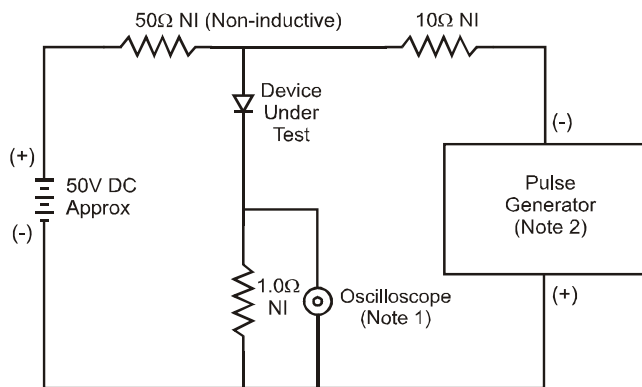 50Ω NI (Non-inductive)
10Ω NI
Device
Under
Test
(-)
(+)
50V DC
Approx
(-)
Pulse
Generator
(Note 2)
1.0Ω
NI
Oscilloscope
(Note 1)
(+)